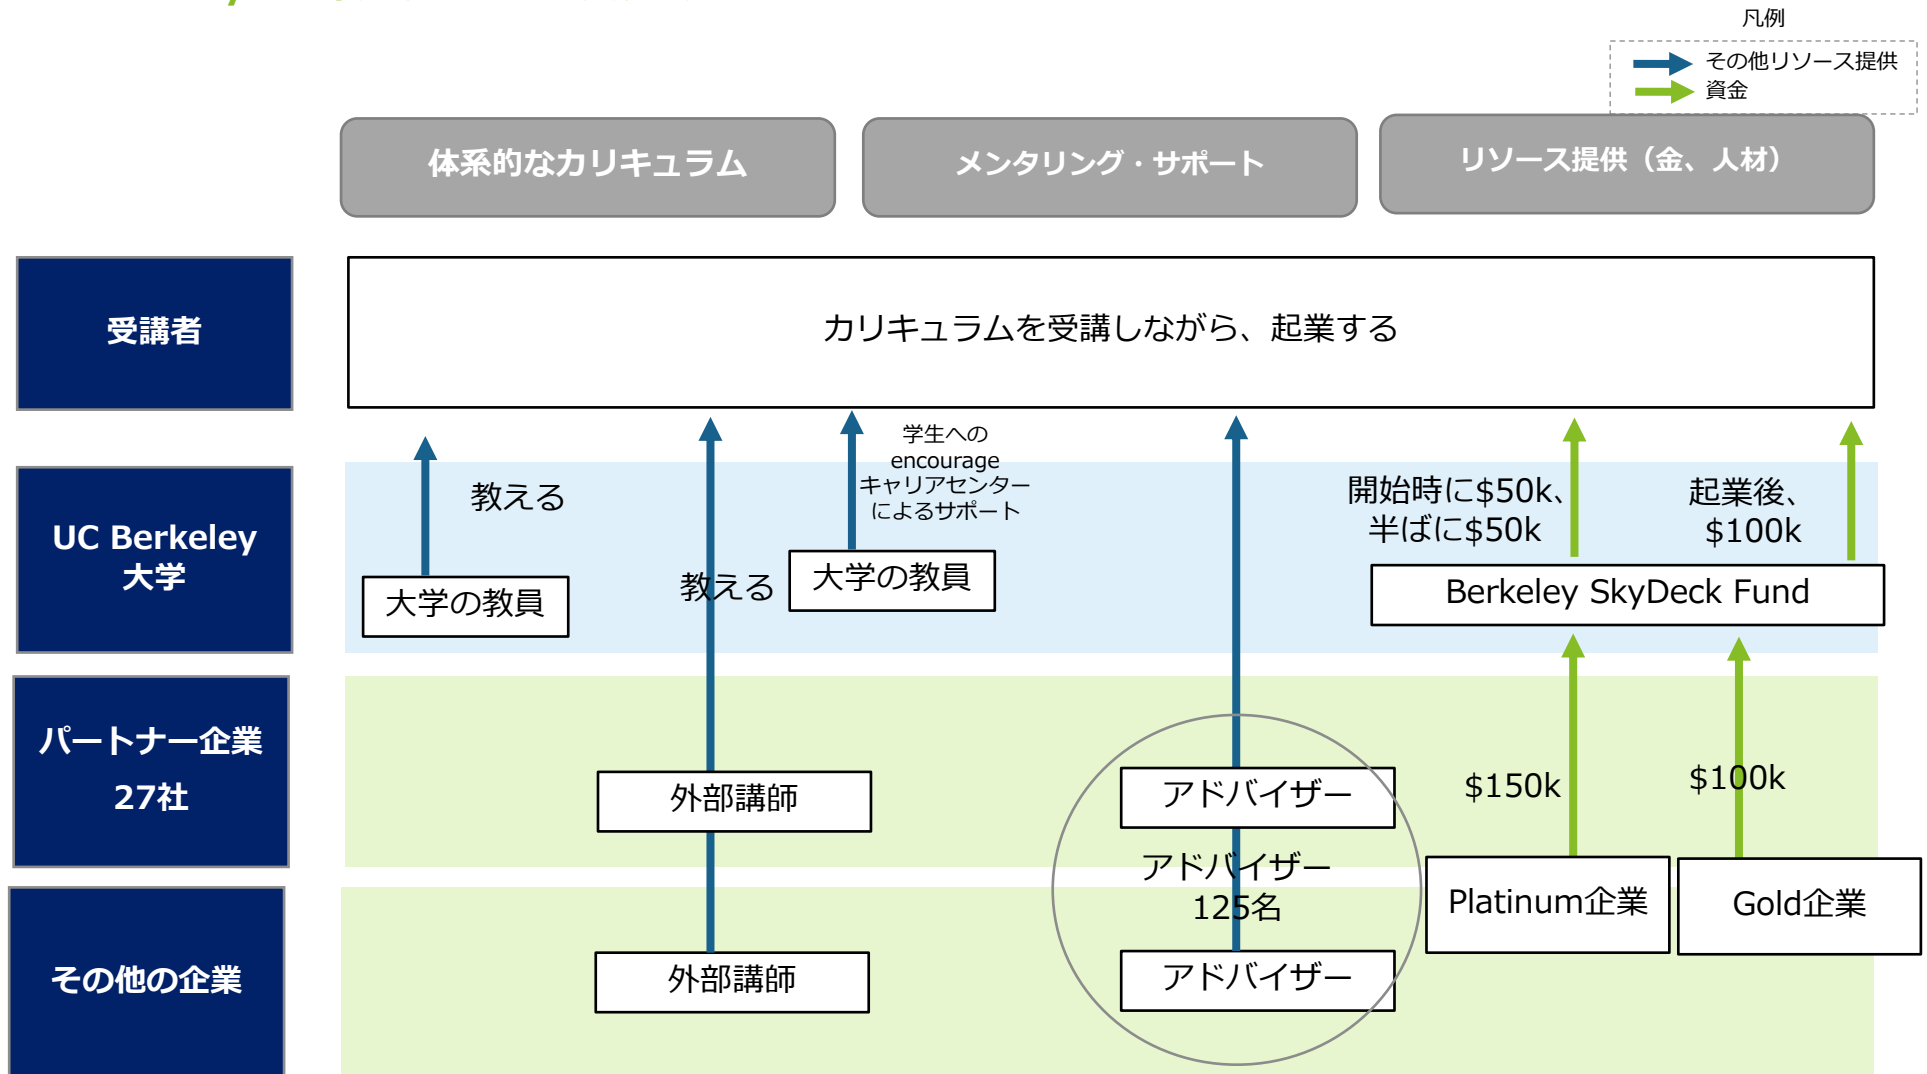 凡例
その他リソース提供
資金
体系的なカリキュラム
メンタリング・サポート
リソース提供（金、人材）
受講者
カリキュラムを受講しながら、起業する
UC Berkeley
大学
教える
大学の教員
教える
学生への
encourage
キャリアセンター
によるサポート
大学の教員
開始時に$50k、
半ばに$50k
起業後、
$100k
Berkeley SkyDeck Fund
パートナー企業
27社
外部講師
アドバイザー
$150k
$100k
アドバイザー
125名
Platinum企業
Gold企業
その他の企業
外部講師
アドバイザー